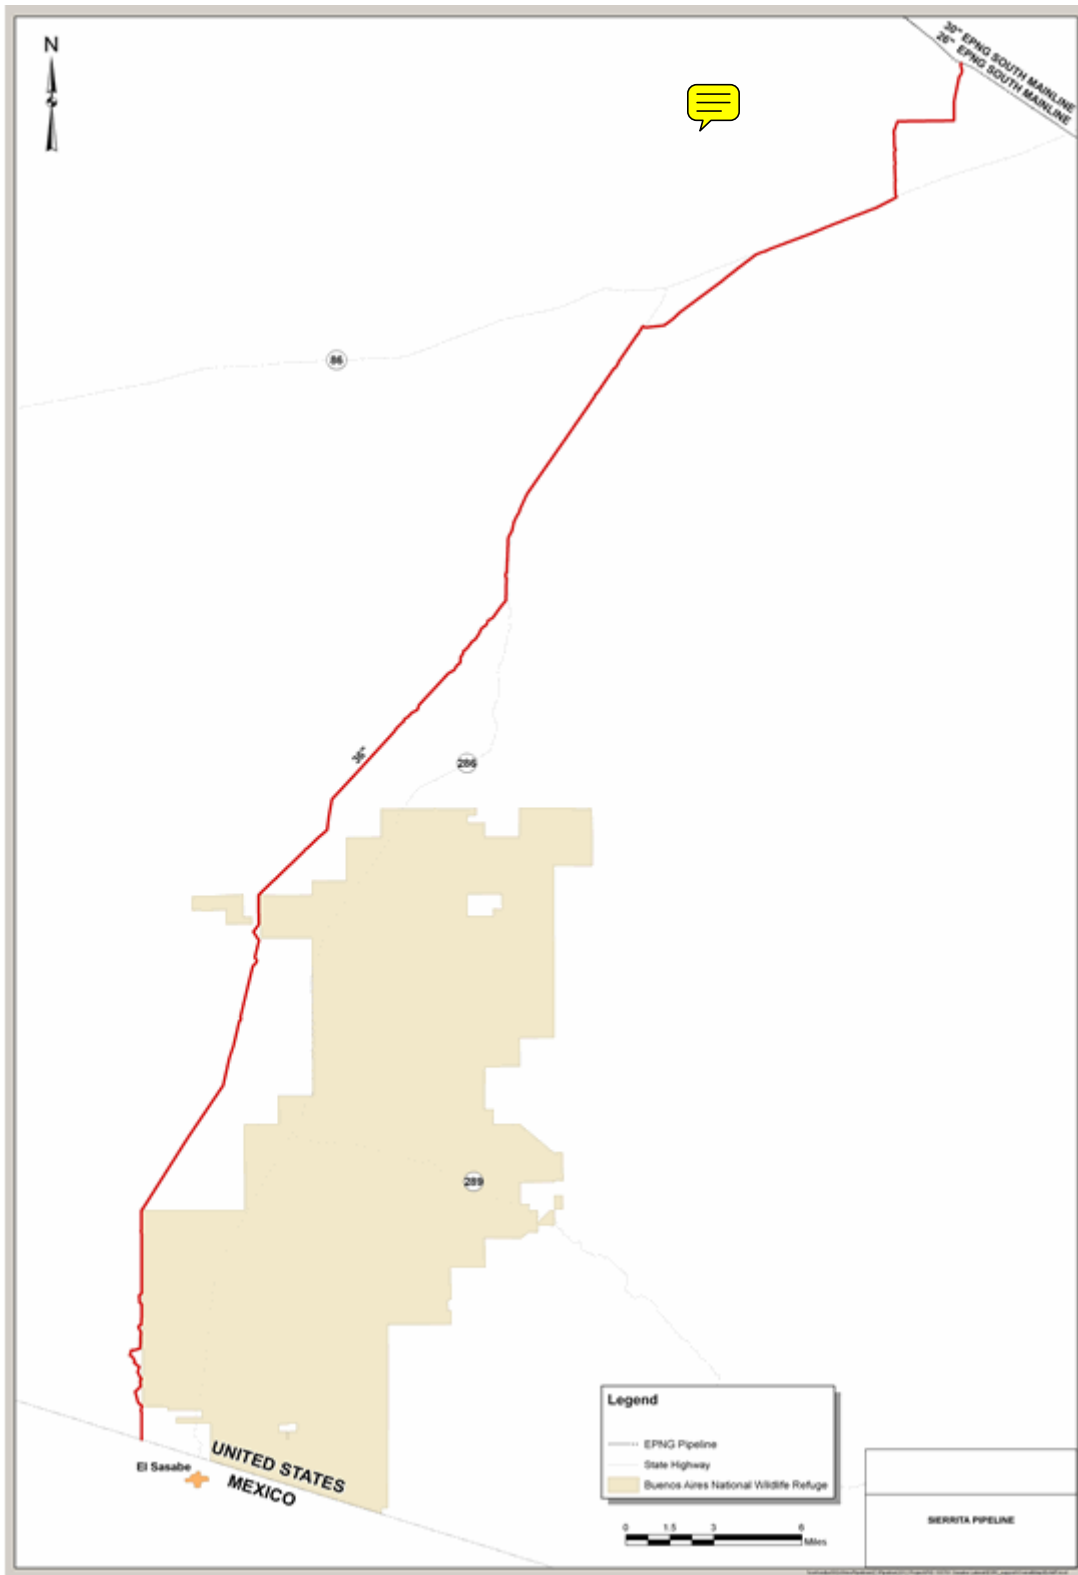 N
30" EPNG SOUTH MAINLINE
26" EPNG SOUTH MAINLINE
86
36"
286
289
El Sasabe
UNITED STATES
MEXICO
Legend
EPNG Pipeline
State Highway
Buenos Aires National Wildlife Refuge
0 1.5 3 6
Miles
SIERRITA PIPELINE